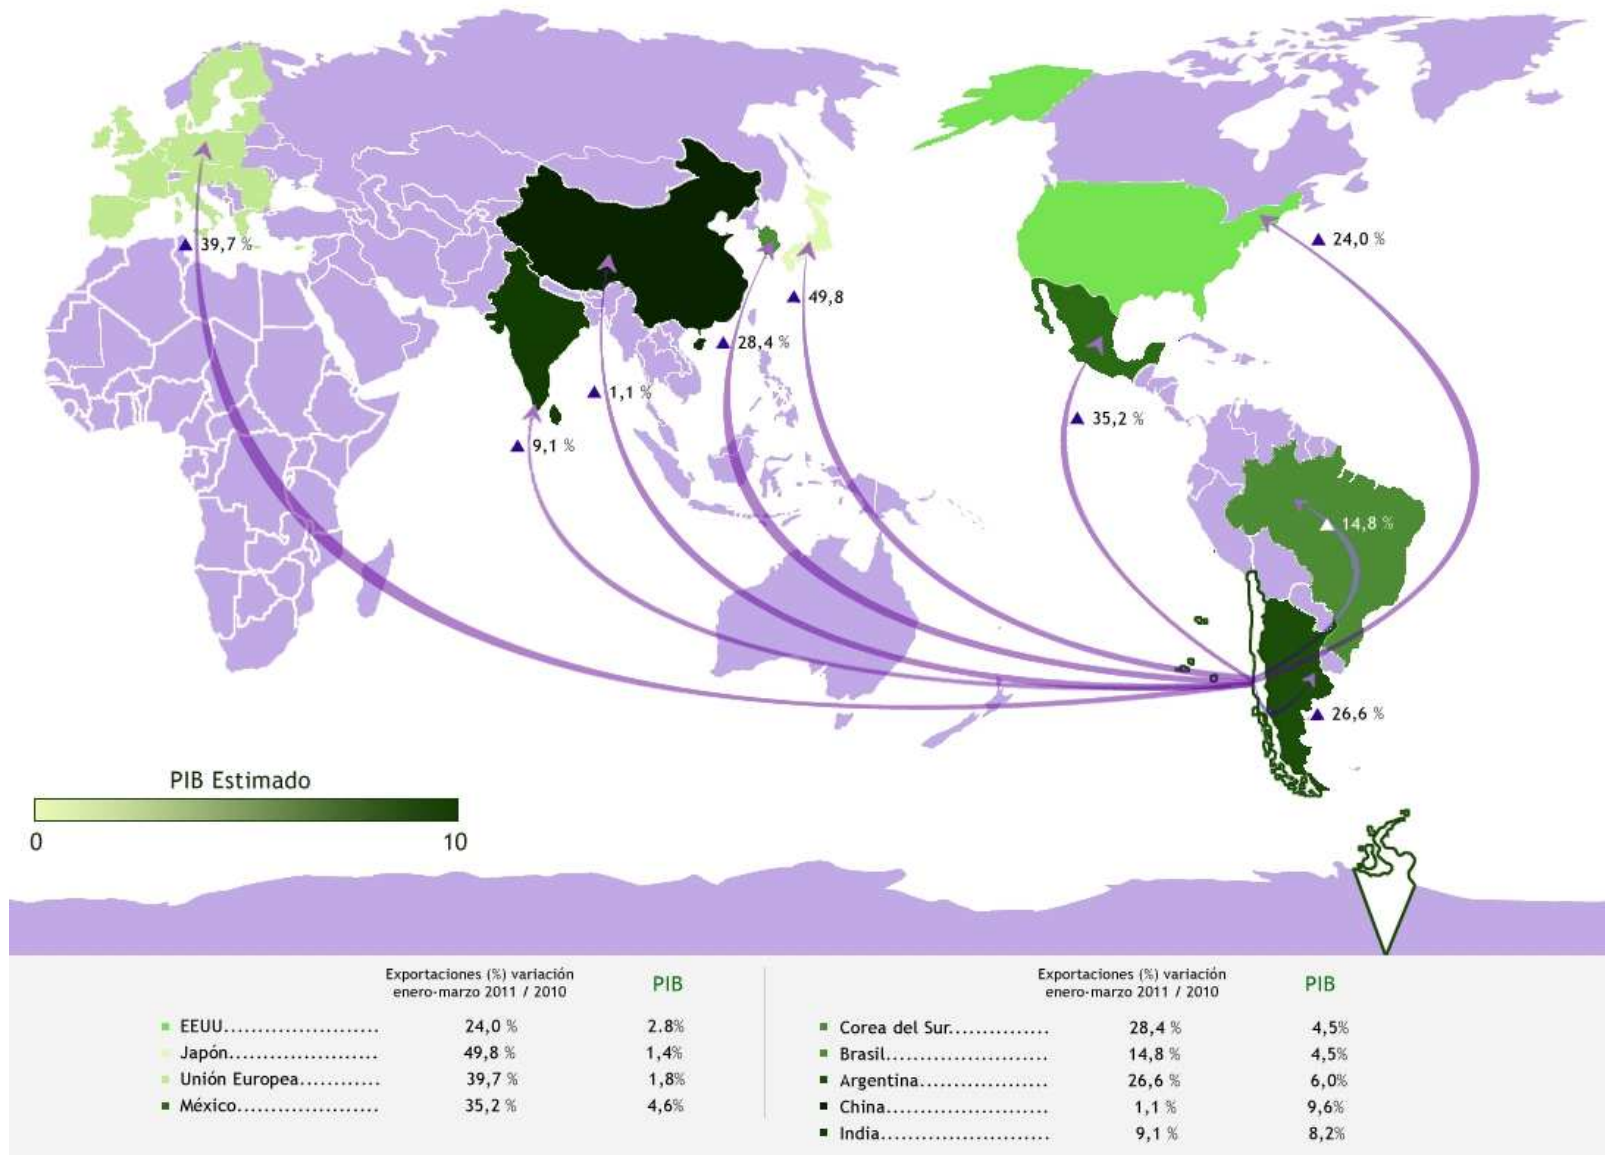 39,7 %
24,0 %
49,8
28,4 %
1,1 %
35,2 %
9,1 %
14,8 %
26,6 %
PIB Estimado
0 10
Exportaciones (%) variación
enero-marzo 2011 / 2010
PIB
EEUU....................... 24,0 % 2.8%
Japón...................... 49,8 % 1,4%
Unión Europea............ 39,7 % 1,8%
México..................... 35,2 % 4,6%
Exportaciones (%) variación
enero-marzo 2011 / 2010
PIB
Corea del Sur............... 28,4 % 4,5%
Brasil........................ 14,8 % 4,5%
Argentina................... 26,6 % 6,0%
China........................ 1,1 % 9,6%
India......................... 9,1 % 8,2%